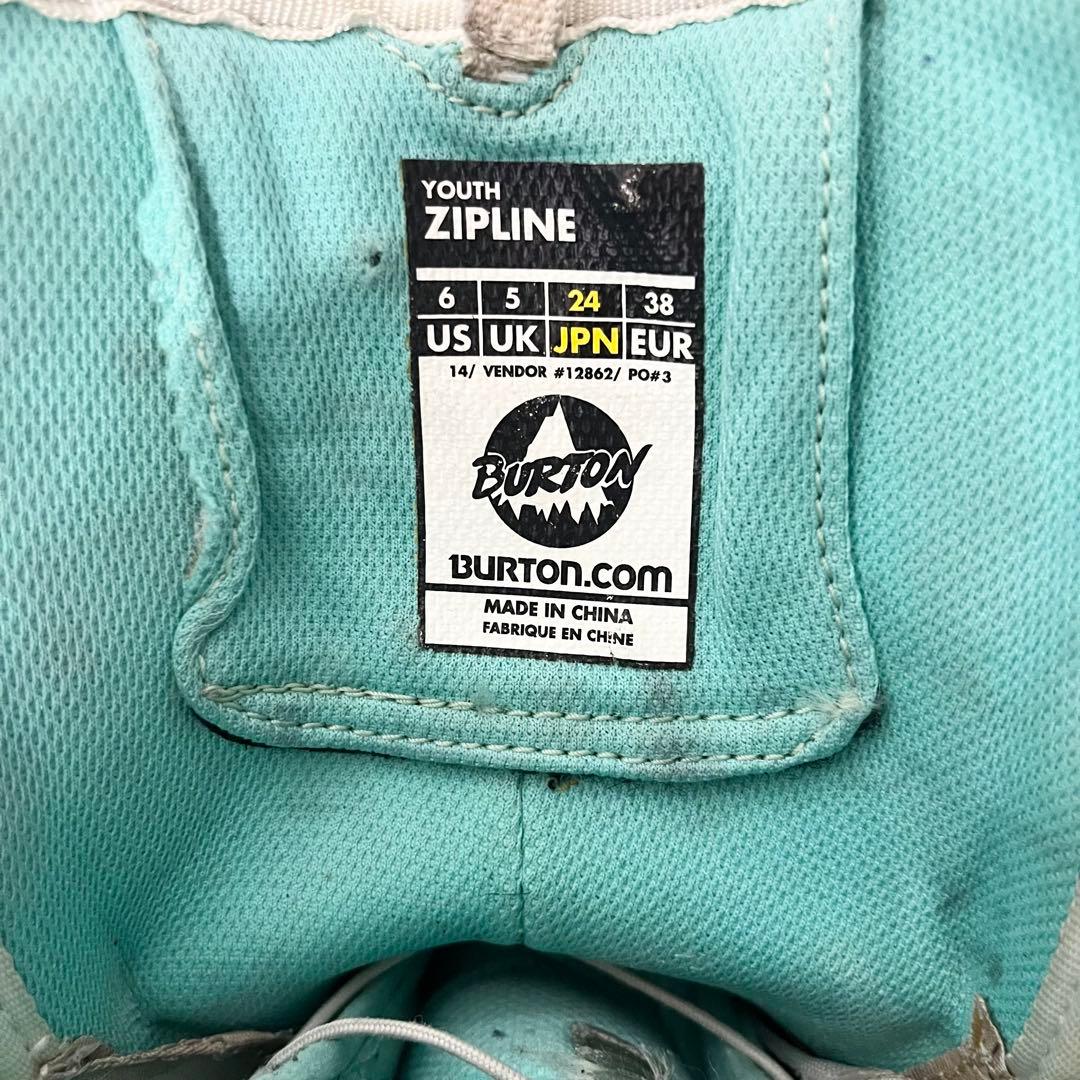 YOUTH
ZIPLINE
6 5 24 38
US UK JPN EUR
14/ VENDOR #12862/ PO#3
BURTON
BURTON.COM
MADE IN CHINA
FABRIQUE EN CHINE